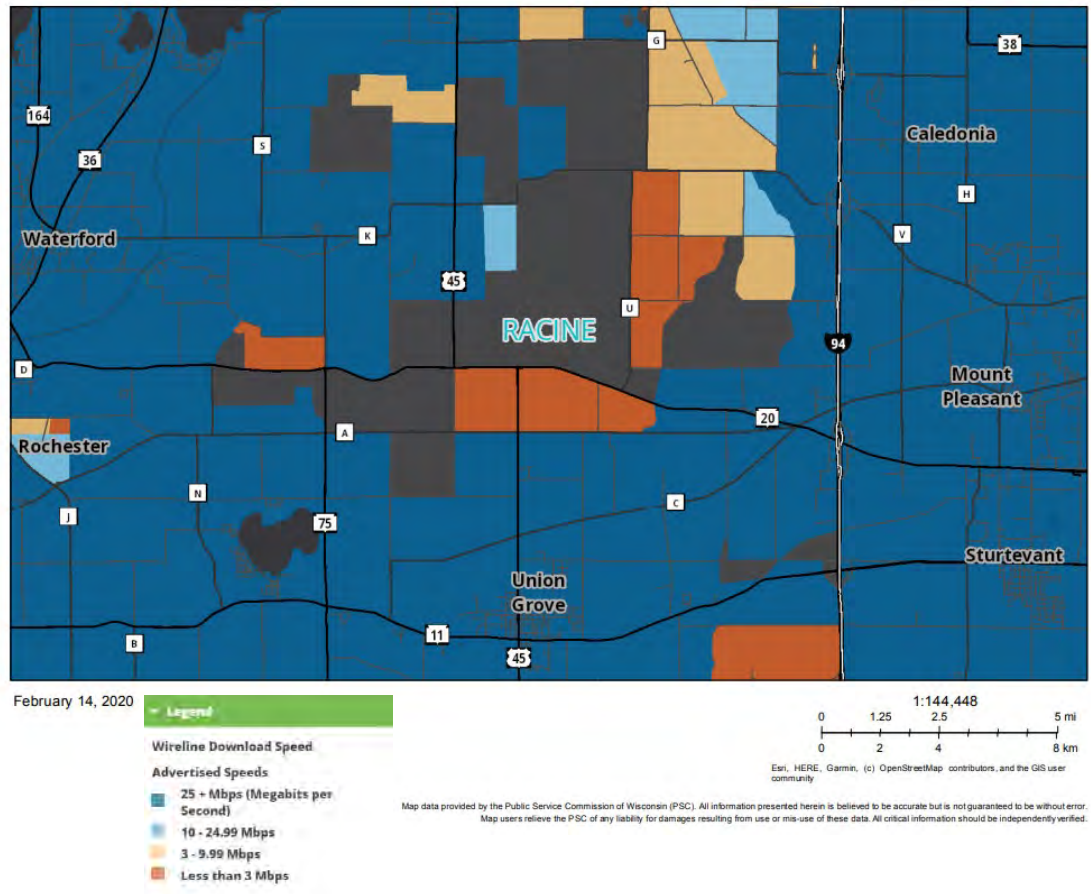 G
38
164
Caledonia
S
36
H
Waterford
K
V
45
U
RACINE
94
D
Mount
Pleasant
20
Rochester
A
N
C
J
75
Sturtevant
Union
Grove
11
B
45
February 14, 2020
1:144,448
0 1.25 2.5 5 mi
0 2 4 8 km
Esri, HERE, Garmin, (c) OpenStreetMap contributors, and the GIS user
community
Legend
Wireline Download Speed
Advertised Speeds
25 + Mbps (Megabits per
Second)
10 - 24.99 Mbps
3 - 9.99 Mbps
Less than 3 Mbps
Map data provided by the Public Service Commission of Wisconsin (PSC). All information presented herein is believed to be accurate but is not guaranteed to be without error.
Map users relieve the PSC of any liability for damages resulting from use or mis-use of these data. All critical information should be independently verified.